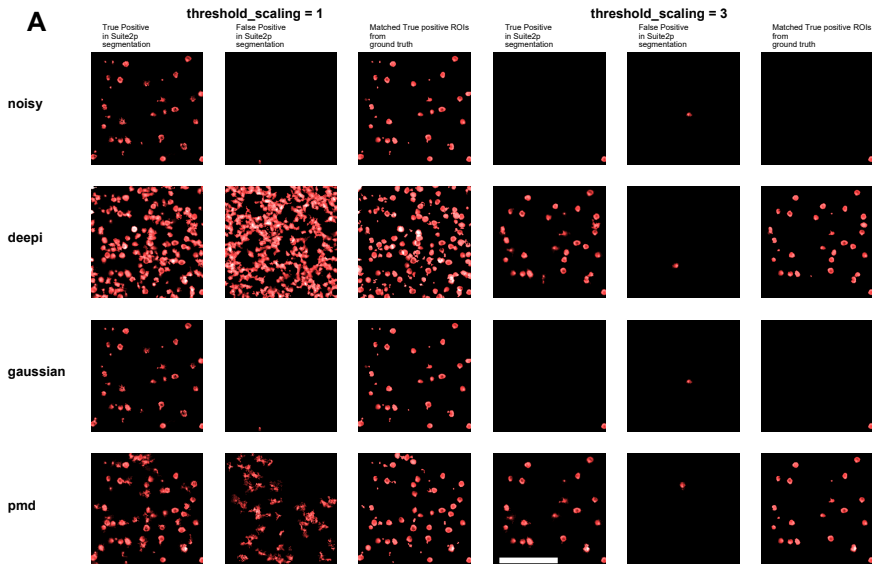 A
threshold_scaling = 1
threshold_scaling = 3
True Positive
in Suite2p
segmentation
False Positive
in Suite2p
segmentation
Matched True positive ROIs
from
ground truth
True Positive
in Suite2p
segmentation
False Positive
in Suite2p
segmentation
Matched True positive ROIs
from
ground truth
noisy
deepi
gaussian
pmd